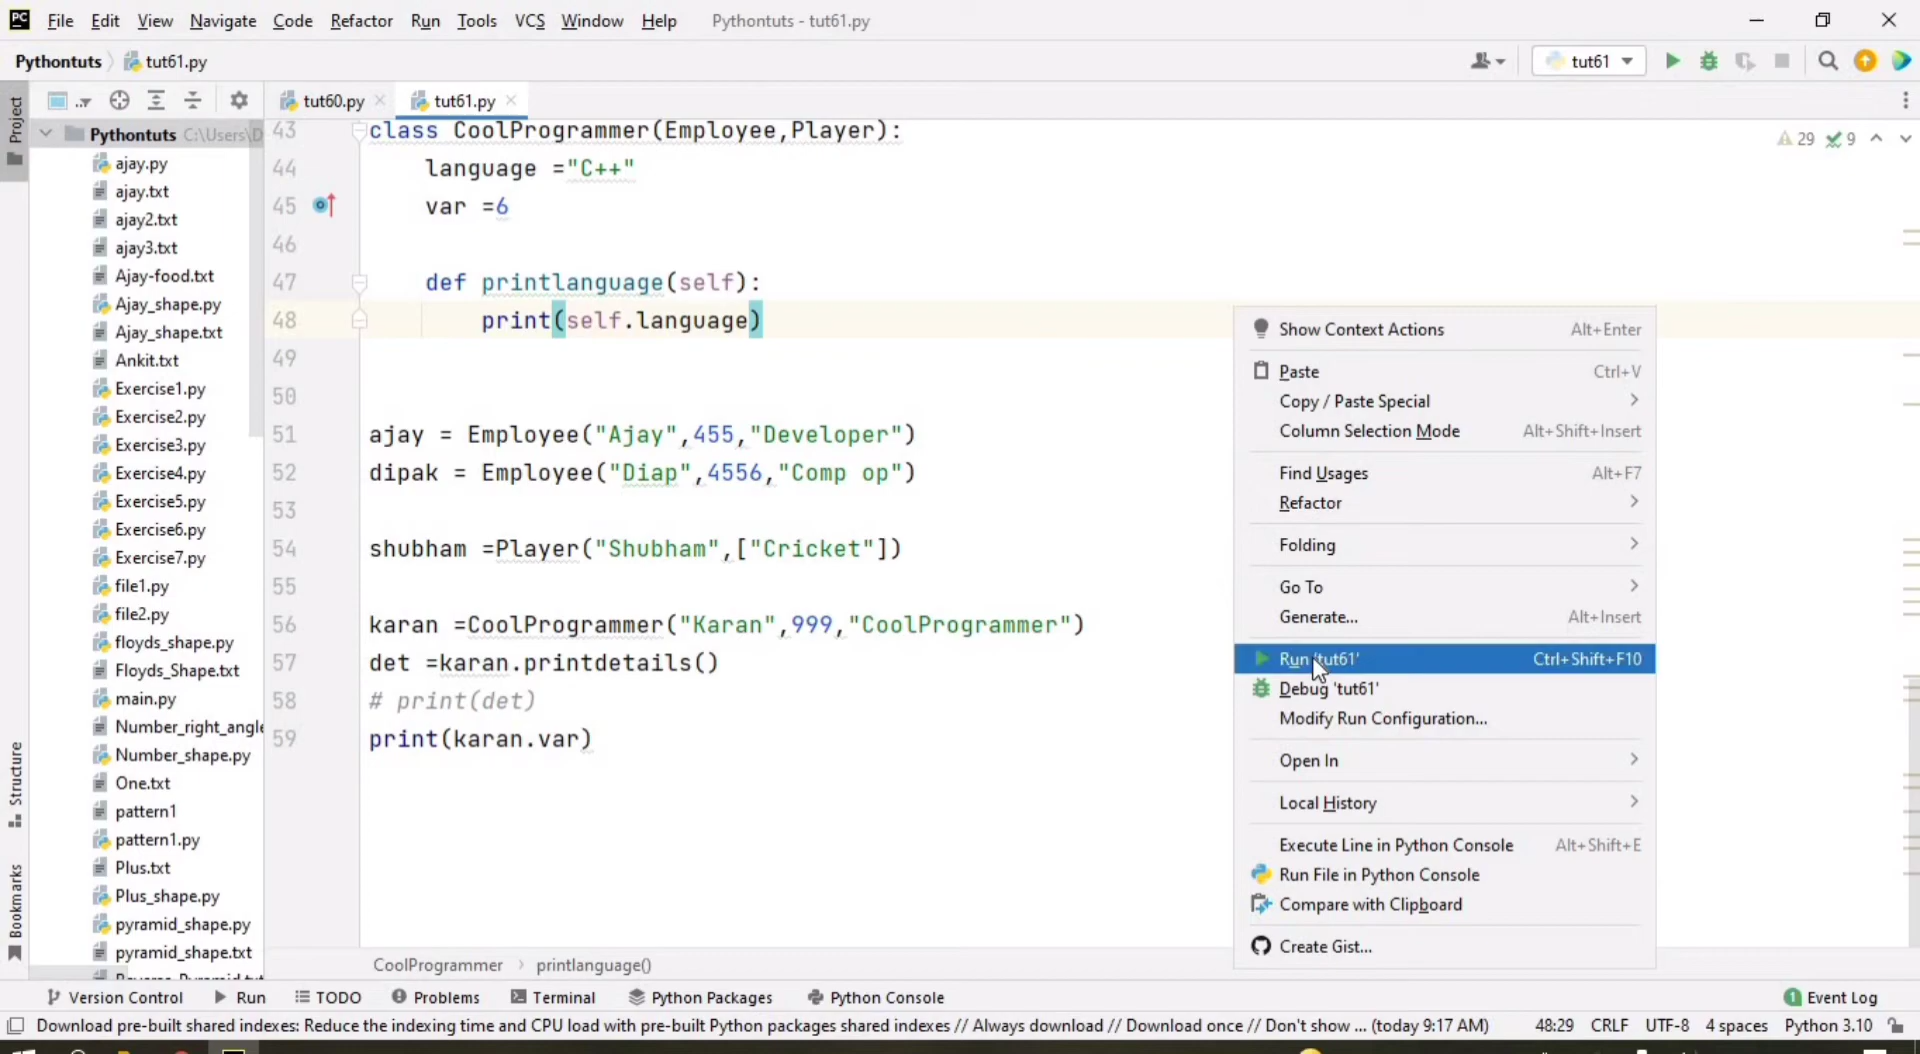 PC File Edit View Navigate Code Refactor Run Tools VCS Window Help Pythontuts - tut61.py
Pythontuts tut61.py tut61
Project
tut60.py tut61.py
Pythontuts C:\Users\D
ajay.py
ajay.txt
ajay2.txt
ajay3.txt
Ajay-food.txt
Ajay_shape.py
Ajay_shape.txt
Ankit.txt
Exercise1.py
Exercise2.py
Exercise3.py
Exercise4.py
Exercise5.py
Exercise6.py
Exercise7.py
file1.py
file2.py
floyds_shape.py
Floyds_Shape.txt
main.py
Number_right_angle
Number_shape.py
One.txt
pattern1
pattern1.py
Plus.txt
Plus_shape.py
pyramid_shape.py
pyramid_shape.txt
Structure
Bookmarks
29 9
43 class CoolProgrammer(Employee,Player):
44 language ="C++"
45 var =6
46
47 def printlanguage(self):
48 print(self.language)
49
50
51 ajay = Employee("Ajay",455,"Developer")
52 dipak = Employee("Diap",4556,"Comp op")
53
54 shubham =Player("Shubham",["Cricket"])
55
56 karan =CoolProgrammer("Karan",999,"CoolProgrammer")
57 det =karan.printdetails()
58 # print(det)
59 print(karan.var)
Show Context Actions Alt+Enter
Paste Ctrl+V
Copy / Paste Special
Column Selection Mode Alt+Shift+Insert
Find Usages Alt+F7
Refactor
Folding
Go To
Generate... Alt+Insert
Run 'tut61' Ctrl+Shift+F10
Debug 'tut61'
Modify Run Configuration...
Open In
Local History
Execute Line in Python Console Alt+Shift+E
Run File in Python Console
Compare with Clipboard
Create Gist...
CoolProgrammer printlanguage()
Version Control Run TODO Problems Terminal Python Packages Python Console 1 Event Log
Download pre-built shared indexes: Reduce the indexing time and CPU load with pre-built Python packages shared indexes // Always download // Download once // Don't show ... (today 9:17 AM) 48:29 CRLF UTF-8 4 spaces Python 3.10